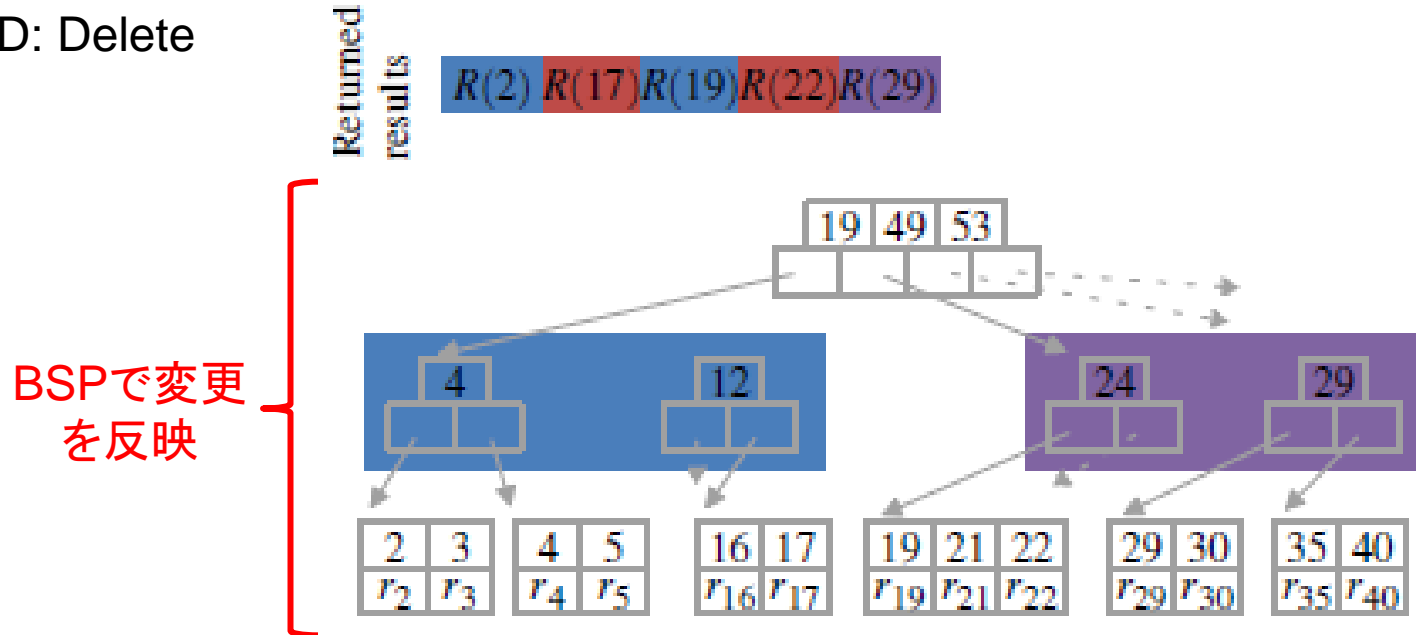 D: Delete
Returned
results
R(2) R(17) R(19) R(22) R(29)
19 49 53
BSPで変更
を反映
4 12 24 29
2 3 4 5 16 17 19 21 22 29 30 35 40
r2 r3 r4 r5 r16 r17 r19 r21 r22 r29 r30 r35 r40